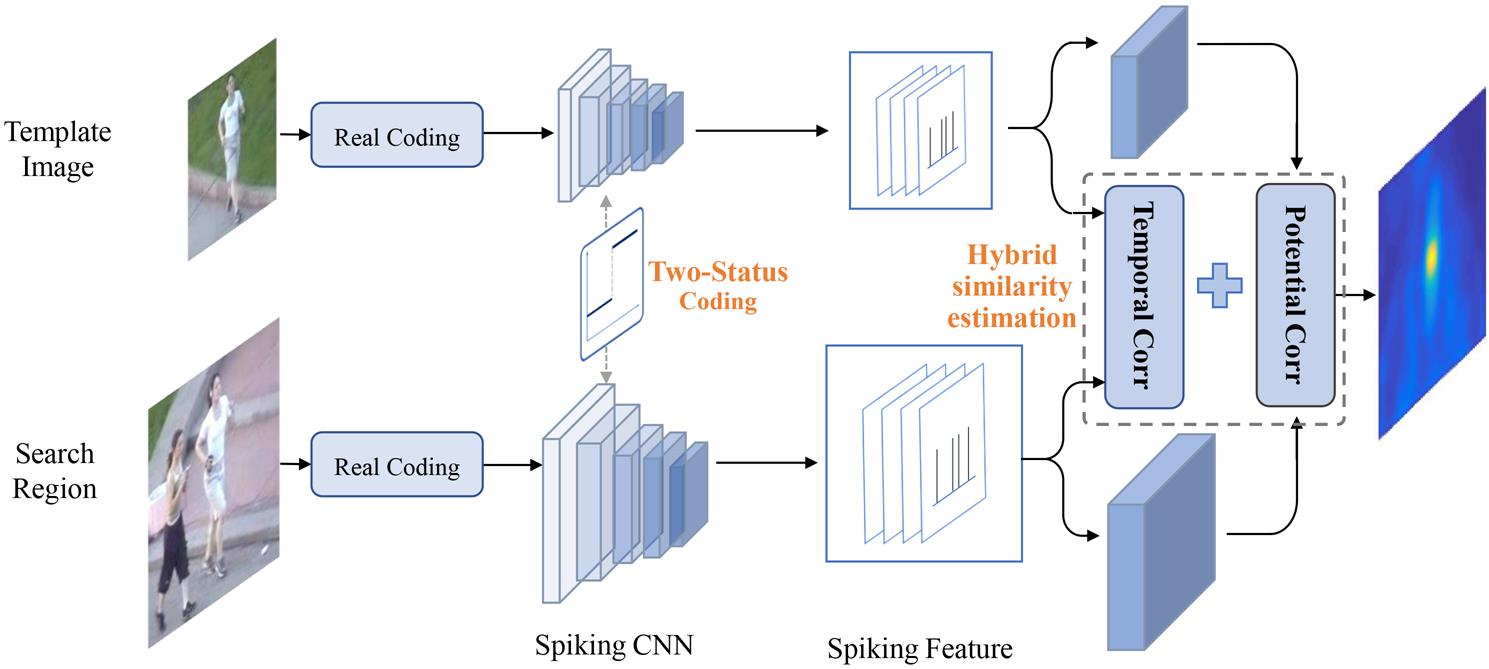 Template
Image
Real Coding
Two-Status
Coding
Hybrid
similarity
estimation
Temporal Corr
Potential Corr
Search
Region
Real Coding
Spiking CNN
Spiking Feature